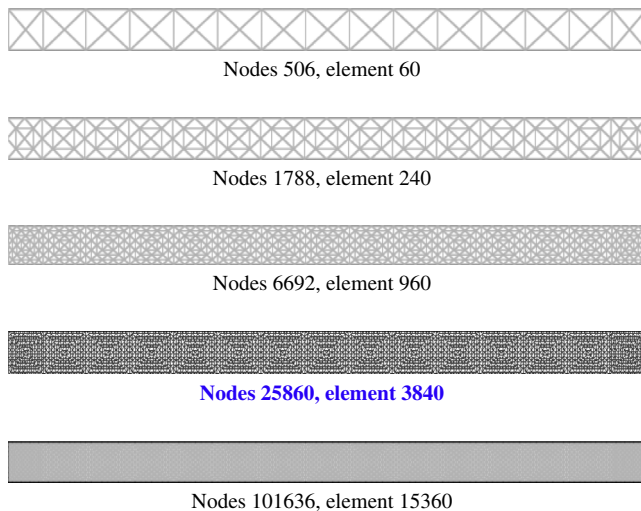 Nodes 506, element 60
Nodes 1788, element 240
Nodes 6692, element 960
Nodes 25860, element 3840
Nodes 101636, element 15360